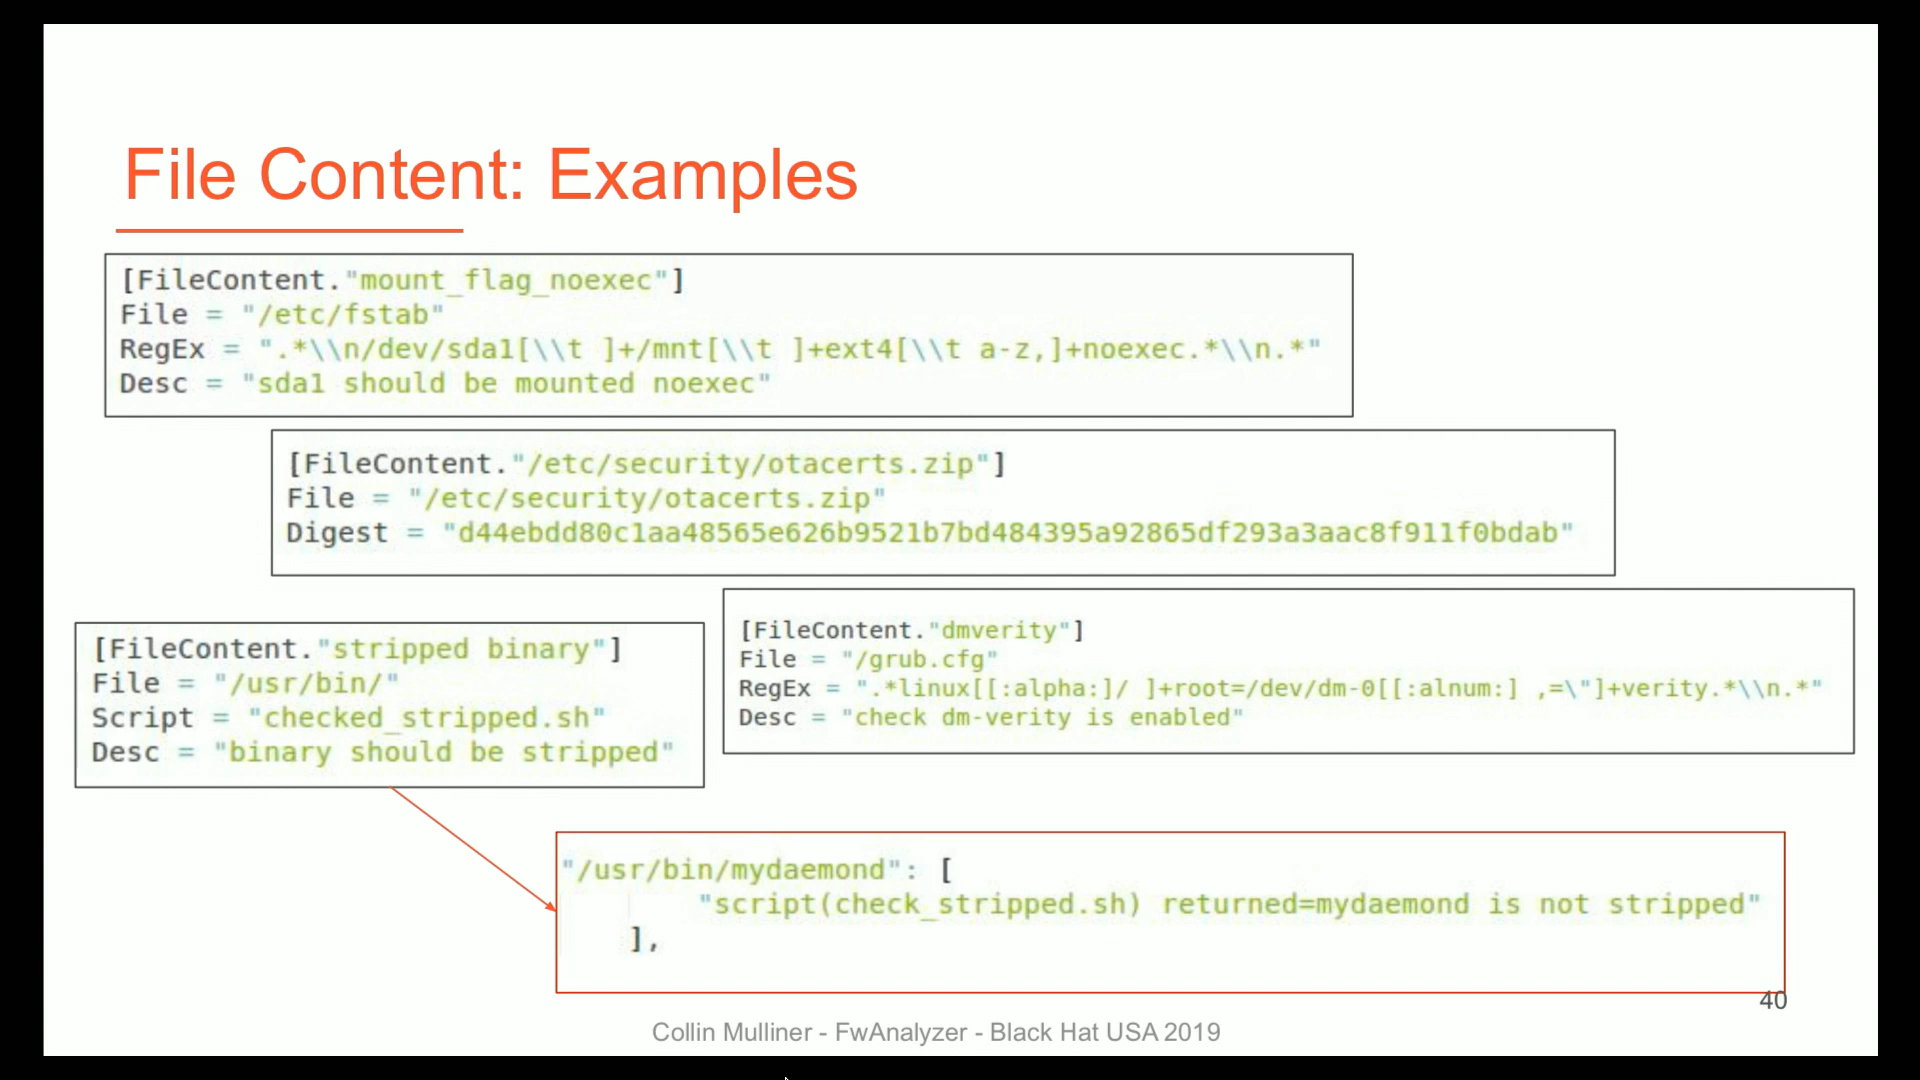 File Content: Examples
[FileContent."mount_flag_noexec"]
File = "/etc/fstab"
RegEx = ".*\\n/dev/sda1[\\t ]+/mnt[\\t ]+ext4[\\t a-z,]+noexec.*\\n.*"
Desc = "sda1 should be mounted noexec"
[FileContent."/etc/security/otacerts.zip"]
File = "/etc/security/otacerts.zip"
Digest = "d44ebdd80c1aa48565e626b9521b7bd484395a92865df293a3aac8f911f0bdab"
[FileContent."stripped binary"]
File = "/usr/bin/"
Script = "checked_stripped.sh"
Desc = "binary should be stripped"
[FileContent."dmverity"]
File = "/grub.cfg"
RegEx = ".*linux[[:alpha:]/ ]+root=/dev/dm-0[[:alnum:] ,=\"]+verity.*\\n.*"
Desc = "check dm-verity is enabled"
"/usr/bin/mydaemond": [
"script(check_stripped.sh) returned=mydaemond is not stripped"
],
40
Collin Mulliner - FwAnalyzer - Black Hat USA 2019